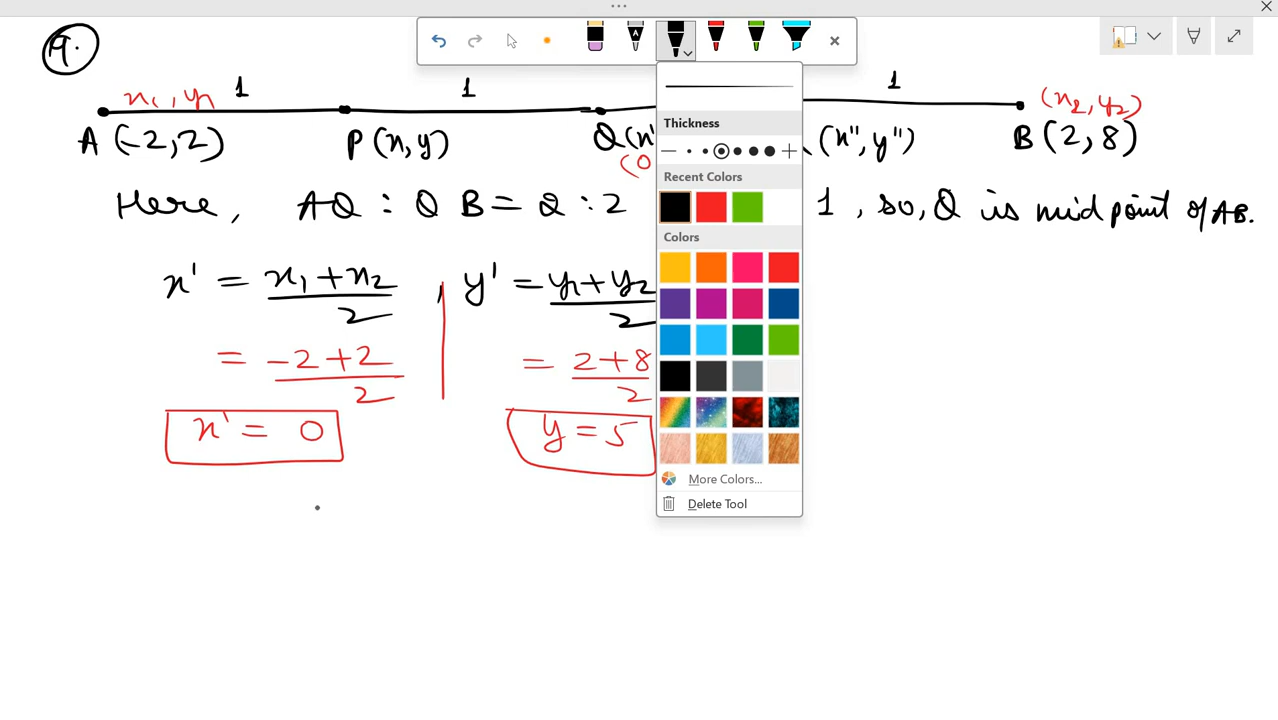 9.
x₁, y₁ 1 1 1 (x₂, y₂)
A (-2, 2) P (x, y) Q (x' (x", y") B (2, 8)
(0
Here, AQ : QB = 2 : 2 1, so, Q is mid point of AB.
x' = x₁ + x₂ / 2 , y' = y₁ + y₂ / 2
= -2 + 2 / 2 = 2 + 8 / 2
x' = 0 y = 5
Thickness
Recent Colors
Colors
More Colors...
Delete Tool